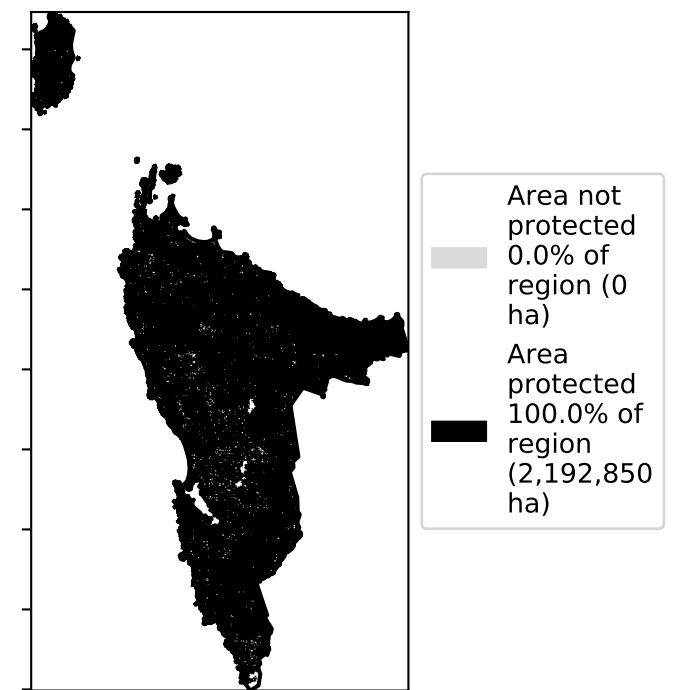 Area not
protected
0.0% of
region (0
ha)
Area
protected
100.0% of
region
(2,192,850
ha)